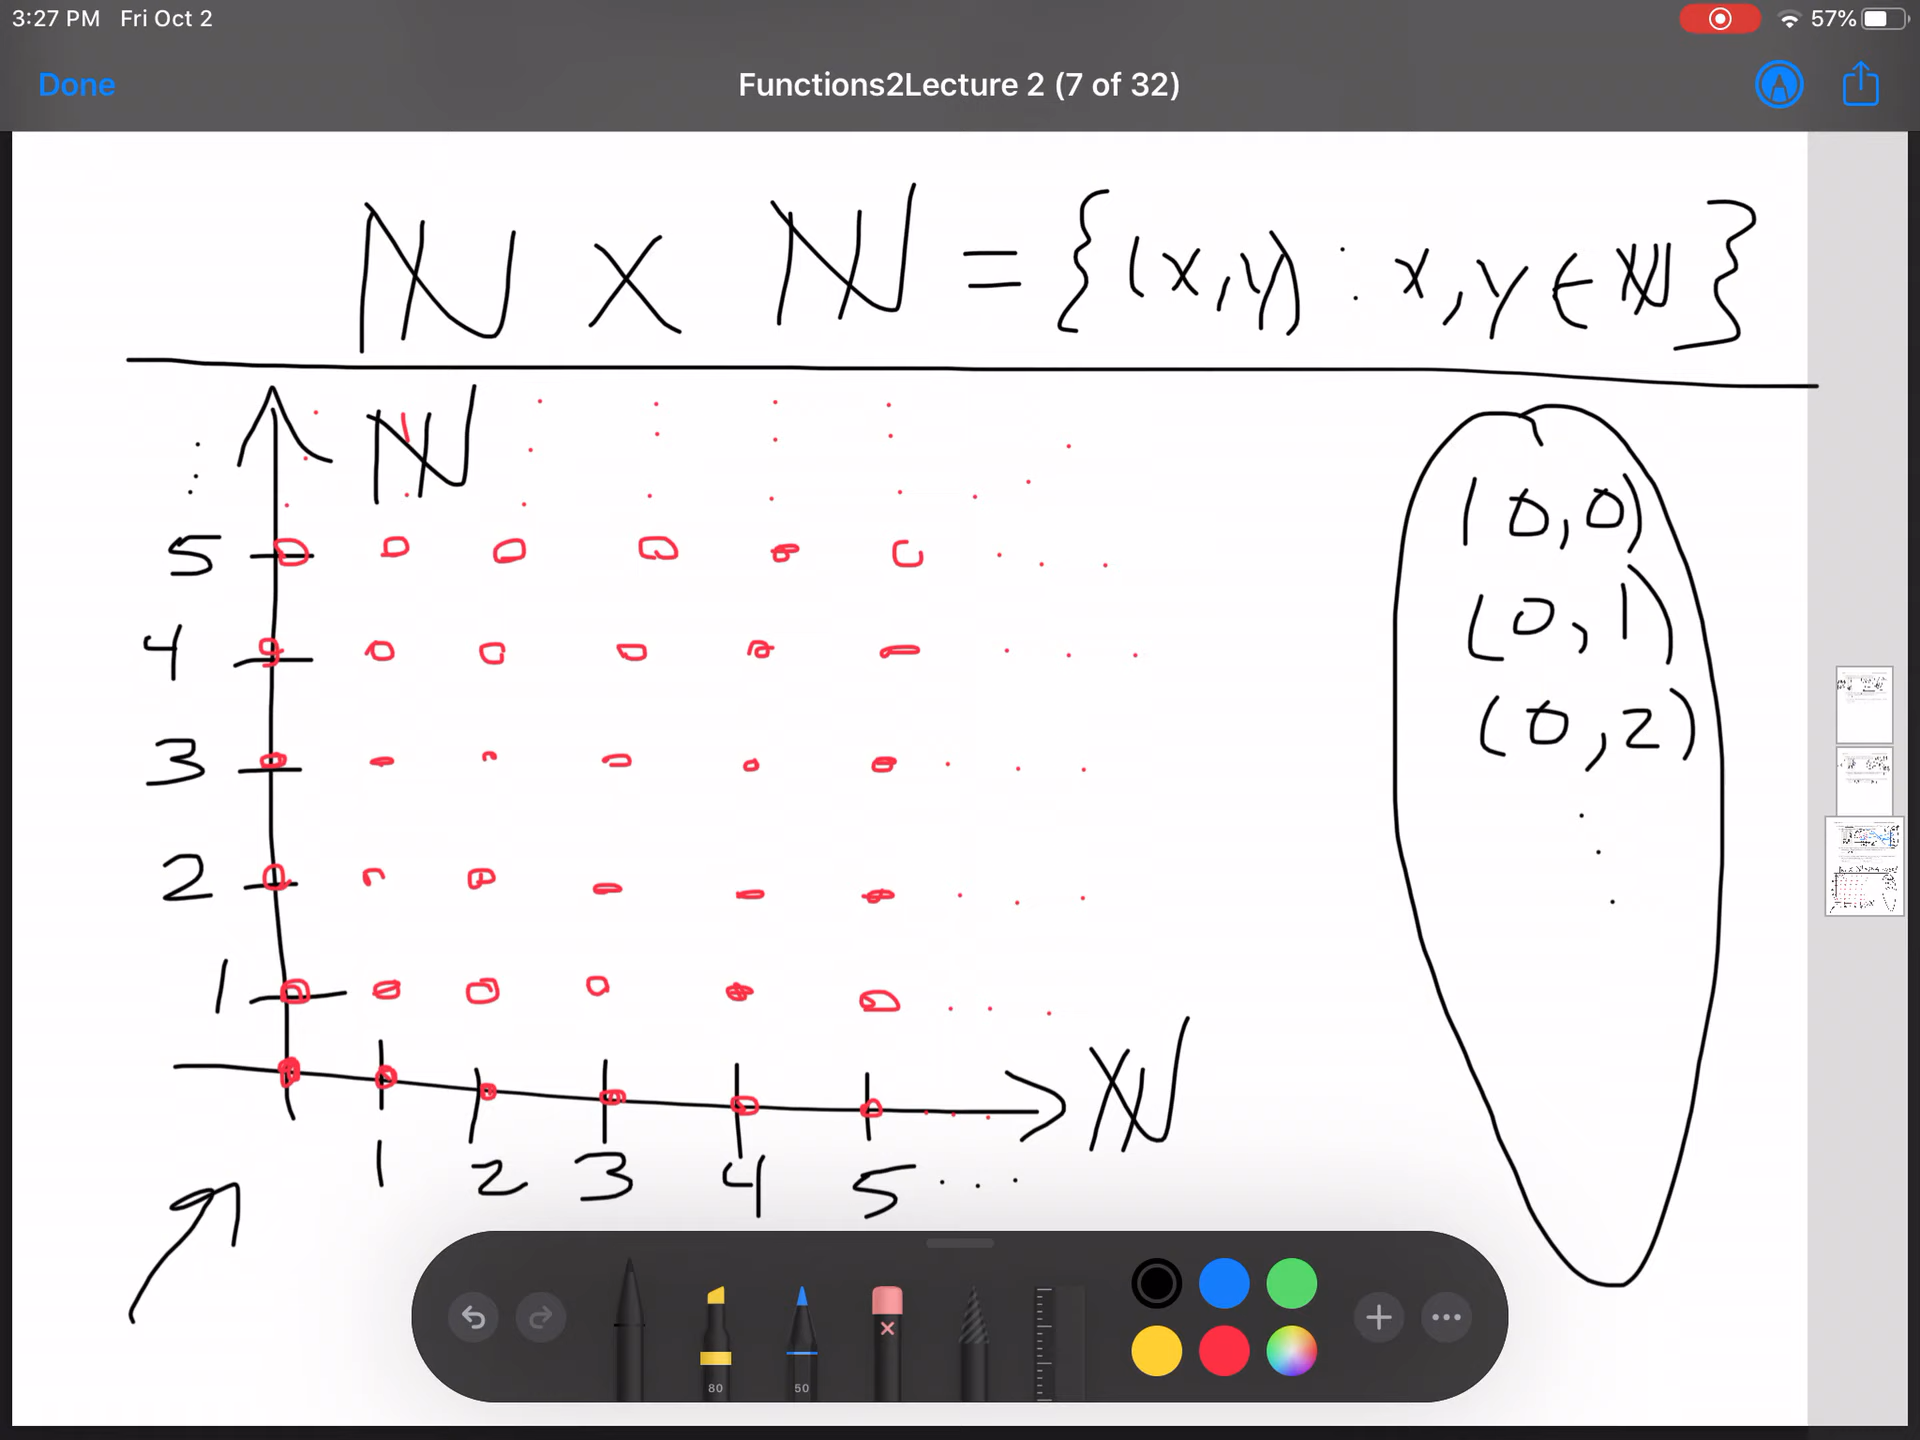 3:27 PM Fri Oct 2
57%
Done
Functions2Lecture 2 (7 of 32)
ℕ x ℕ = {(x,y) : x,y ∈ ℕ}
ℕ
⋮
5
4
3
2
1
ℕ
1 2 3 4 5 ...
(0,0)
(0,1)
(0,2)
⋮
80
50